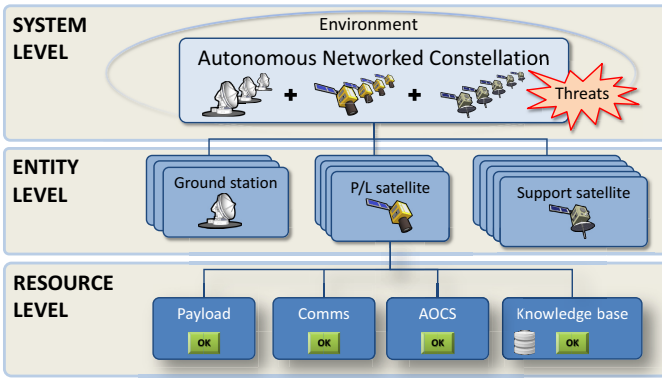 SYSTEM
LEVEL
Environment
Autonomous Networked Constellation
+ +
Threats
ENTITY
LEVEL
Ground station
P/L satellite
Support satellite
RESOURCE
LEVEL
Payload
OK
Comms
OK
AOCS
OK
Knowledge base
OK